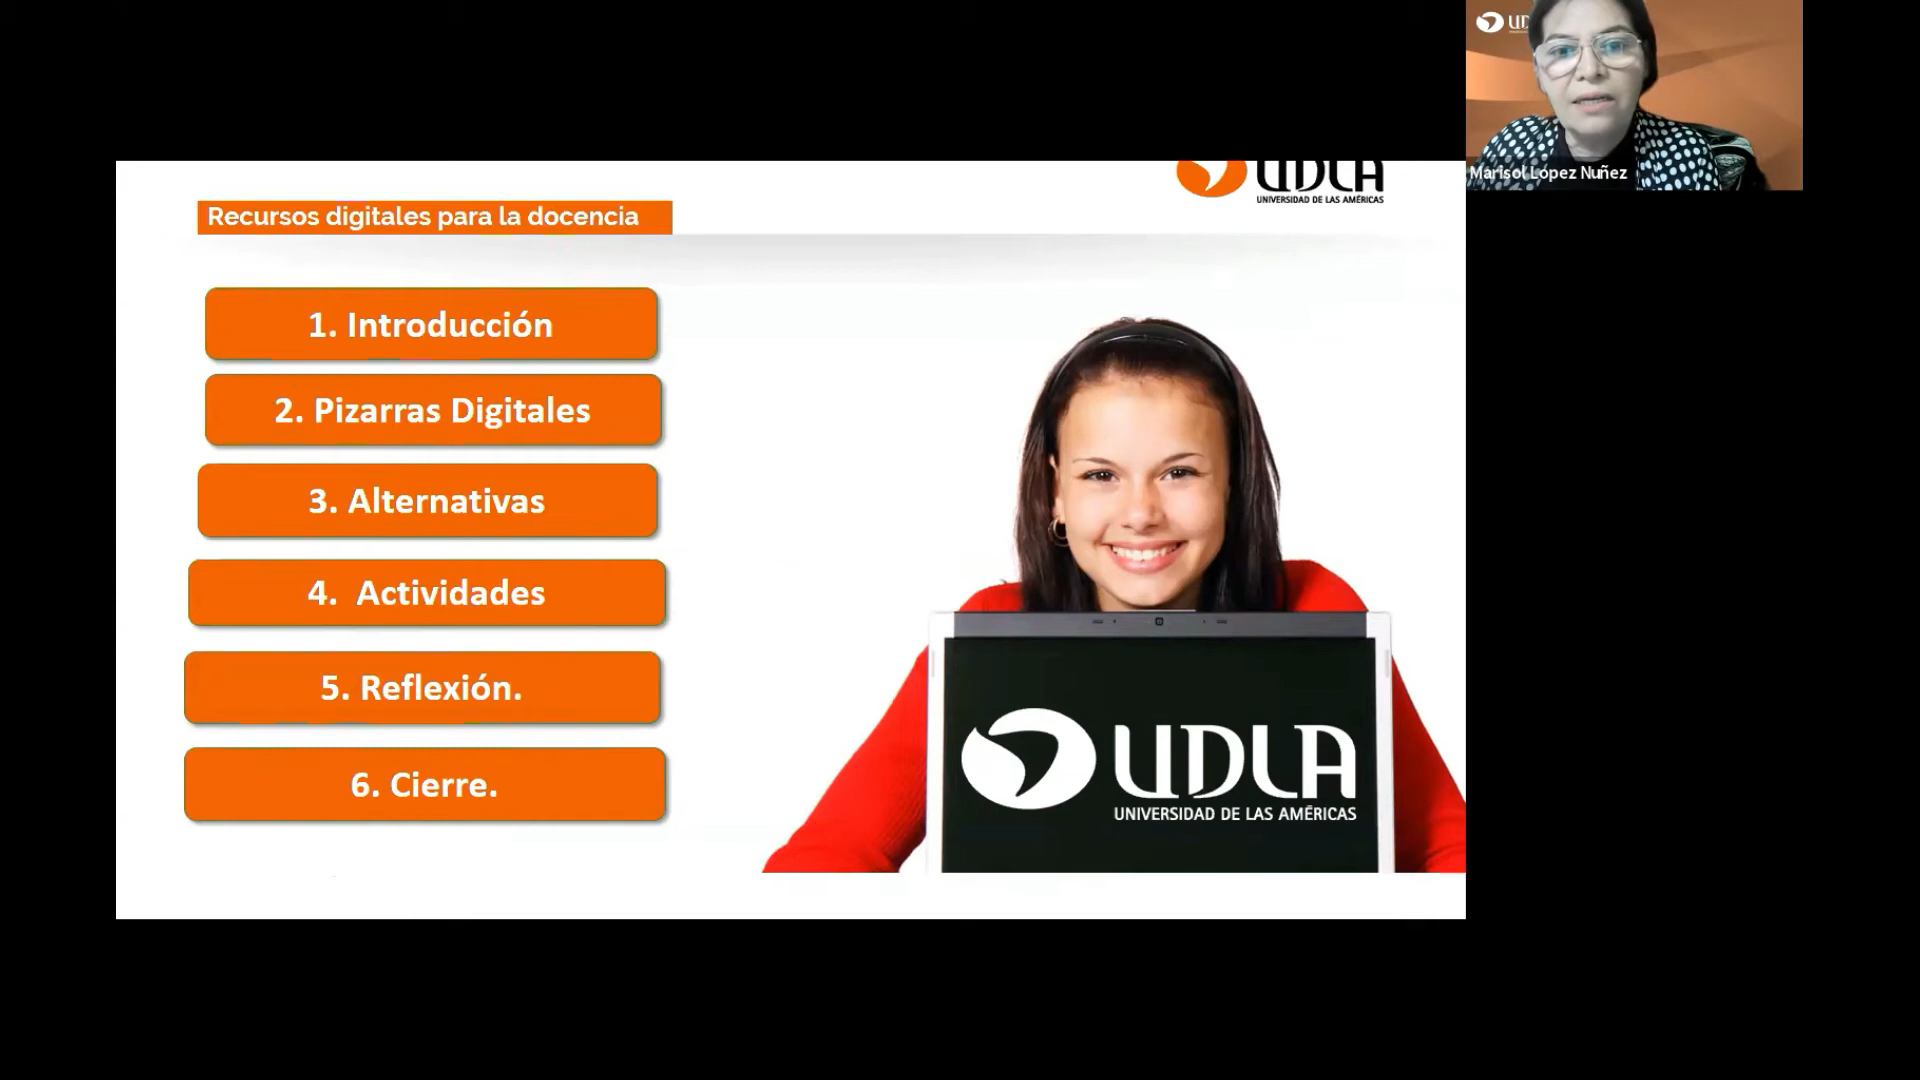 UDLA
UNIVERSIDAD DE LAS AMÉRICAS
Marisol López Nuñez
Recursos digitales para la docencia
1. Introducción
2. Pizarras Digitales
3. Alternativas
4. Actividades
5. Reflexión.
6. Cierre.
UDLA
UNIVERSIDAD DE LAS AMÉRICAS